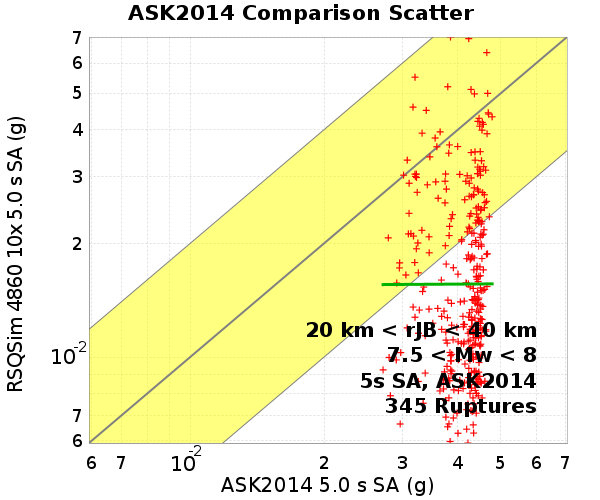 ASK2014 Comparison Scatter
RSQSim 4860 10x 5.0 s SA (g)
7
6
5
4
3
2
10-2
7
6
20 km < rJB < 40 km
7.5 < Mw < 8
5s SA, ASK2014
345 Ruptures
6 7 10-2 2 3 4 5 6 7
ASK2014 5.0 s SA (g)